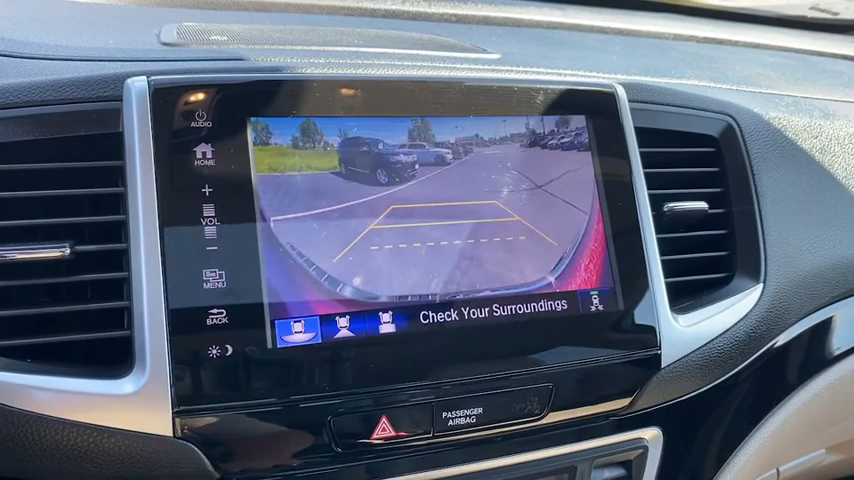 AUDIO
HOME
+
VOL
−
MENU
BACK
Check Your Surroundings
PASSENGER
AIRBAG